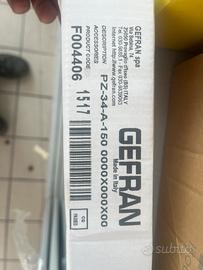 GEFRAN spa
Via Sebina, 74
ACCESSORIES
DESCRIPTION
PRODUCT CODE
PZ-34-A-150 0000X000X00
F004406
1517
GEFRAN
Made in Italy
subito